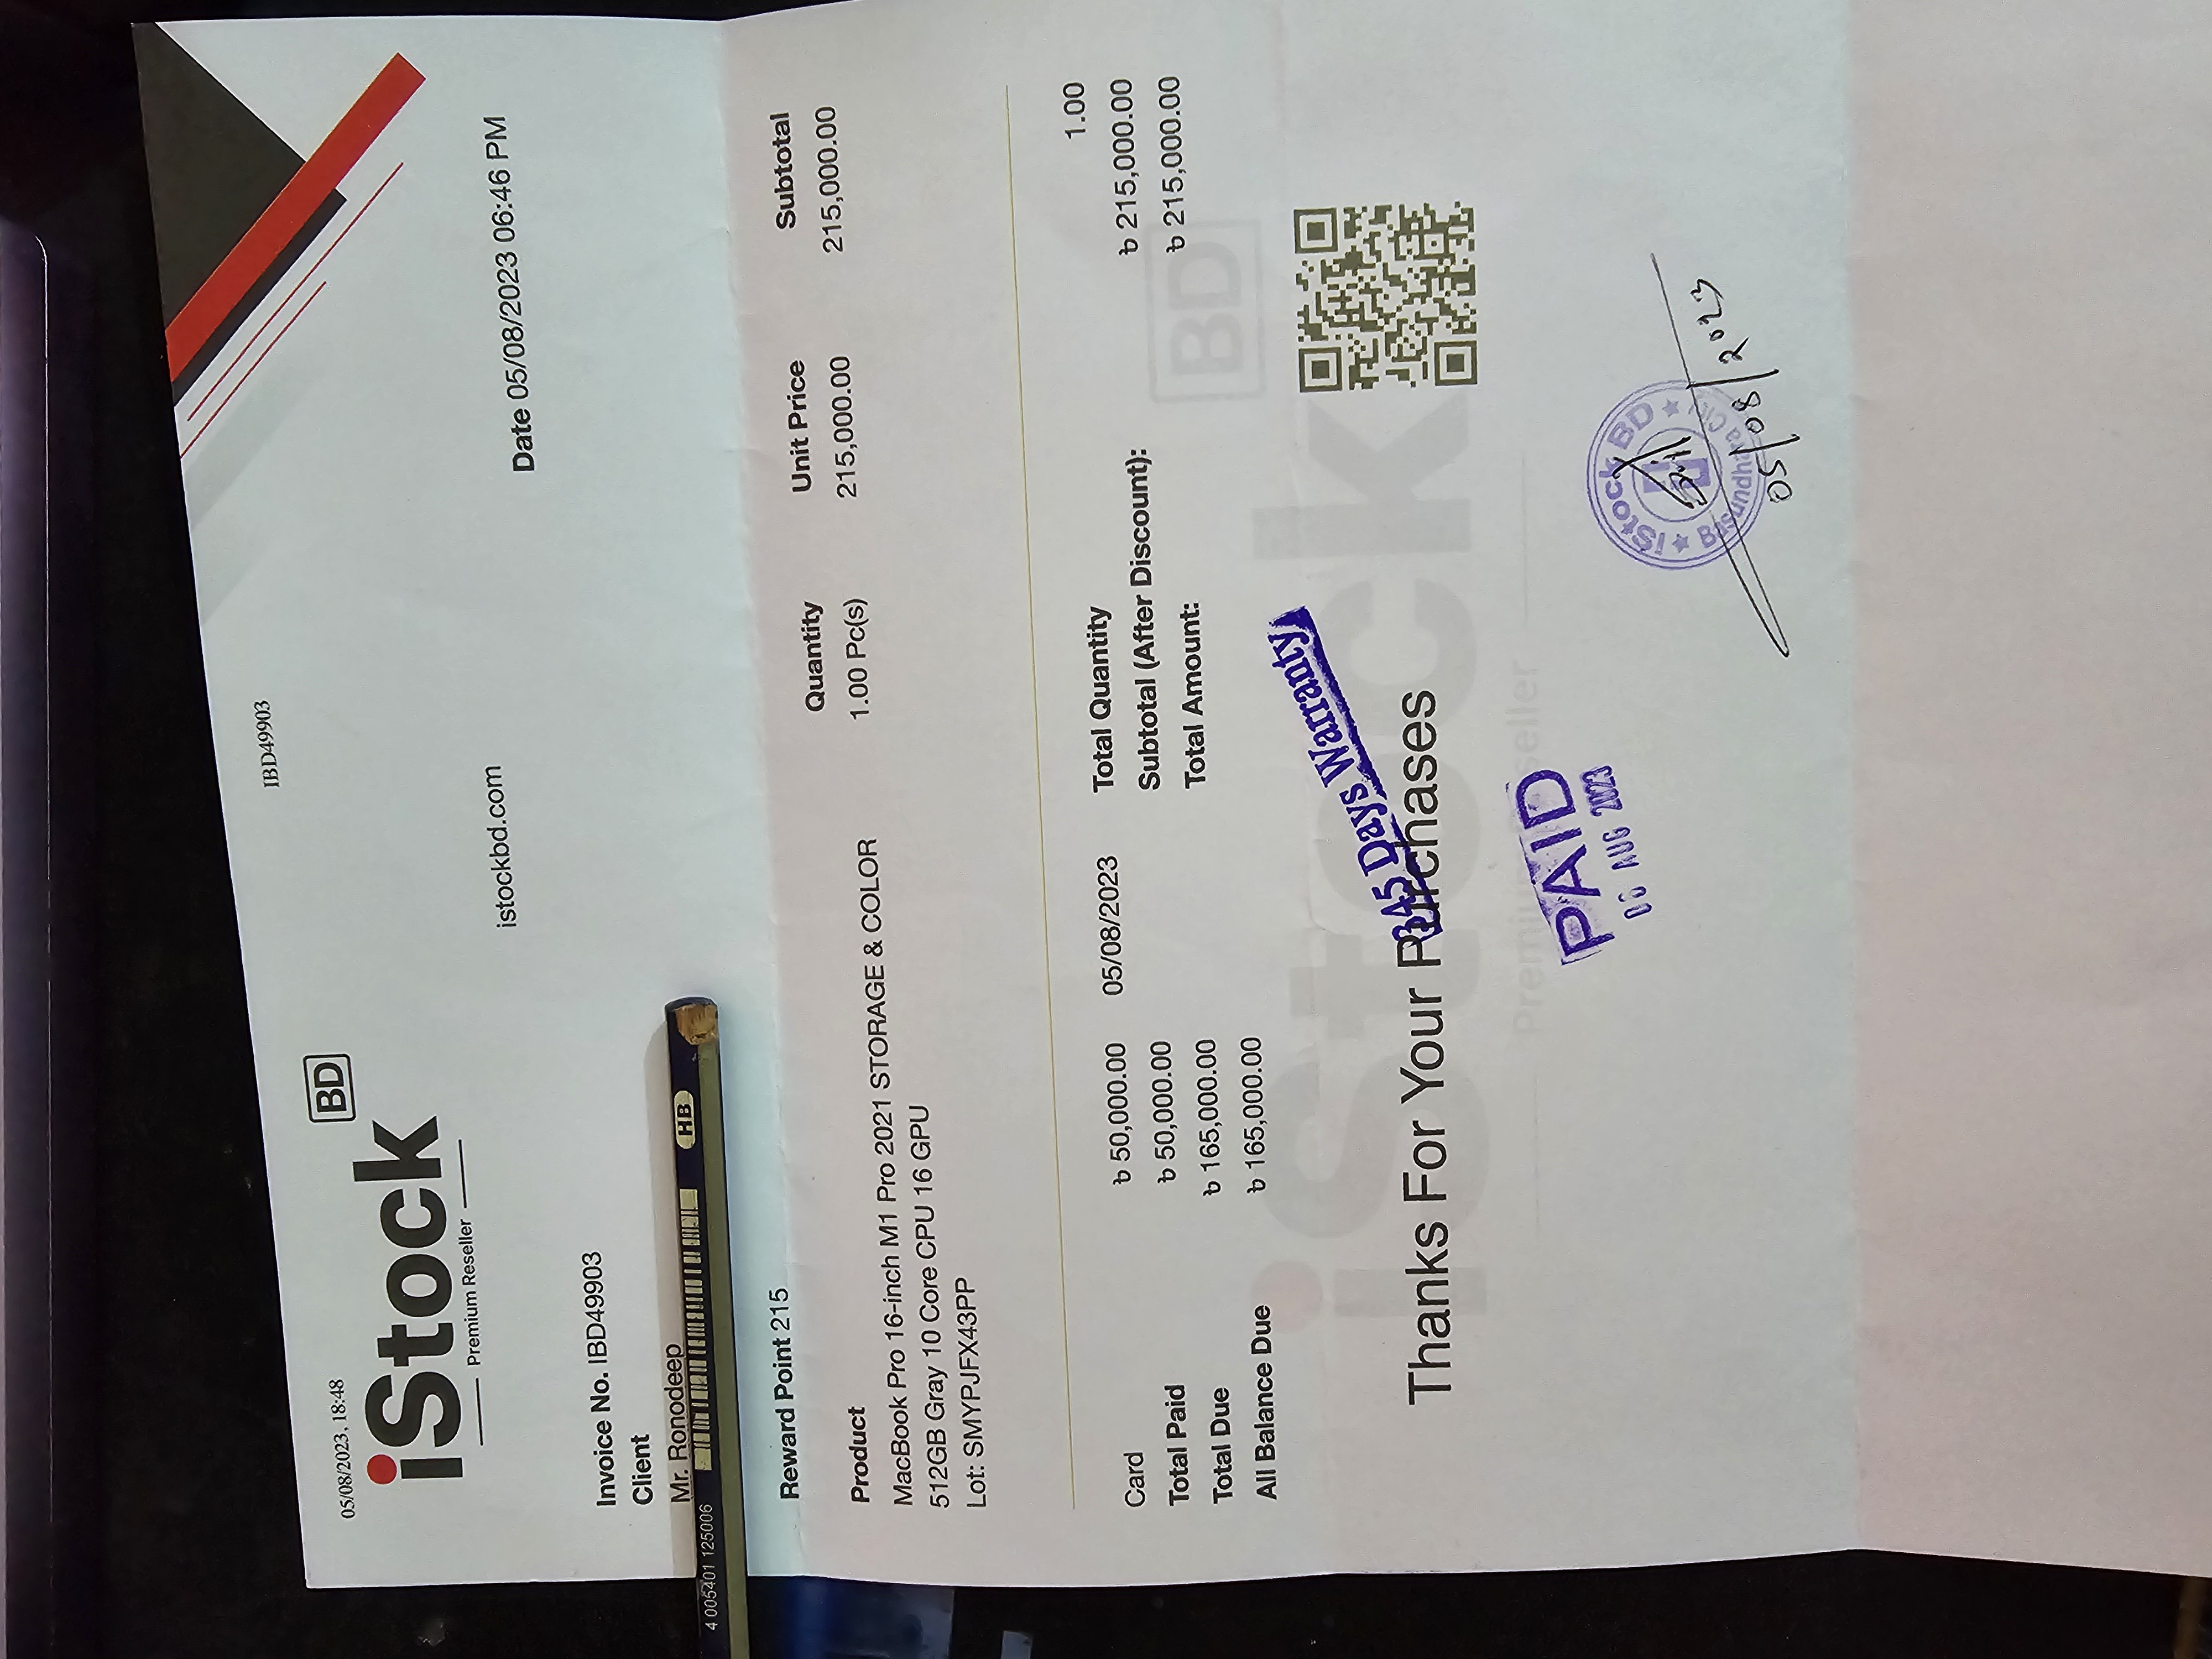 IBD49903
05/08/2023, 18:48
iStock BD
Premium Reseller
istockbd.com
Date 05/08/2023 06:46 PM
Invoice No. IBD49903
Client
Mr. Ronodeep
4 005401 125006 HB
Reward Point 215
Product Quantity Unit Price Subtotal
MacBook Pro 16-inch M1 Pro 2021 STORAGE & COLOR 1.00 Pc(s) 215,000.00 215,000.00
512GB Gray 10 Core CPU 16 GPU
Lot: SMYPJFX43PP
Card ৳ 50,000.00 05/08/2023
Total Paid ৳ 50,000.00
Total Due ৳ 165,000.00
All Balance Due ৳ 165,000.00
Total Quantity 1.00
Subtotal (After Discount): ৳ 215,000.00
Total Amount: ৳ 215,000.00
iStock BD
Premium Reseller
345 Days Warranty
Thanks For Your Purchases
PAID
06 AUG 2023
iStock BD
Basundhara City
05/08/2023